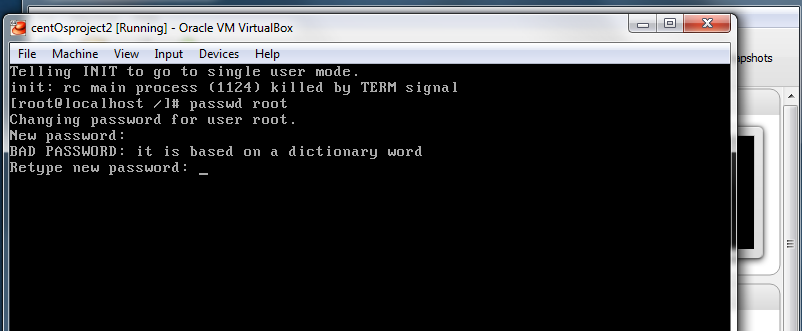 centOsproject2 [Running] - Oracle VM VirtualBox
File Machine View Input Devices Help
Telling INIT to go to single user mode.
init: rc main process (1124) killed by TERM signal
[root@localhost /]# passwd root
Changing password for user root.
New password:
BAD PASSWORD: it is based on a dictionary word
Retype new password: _